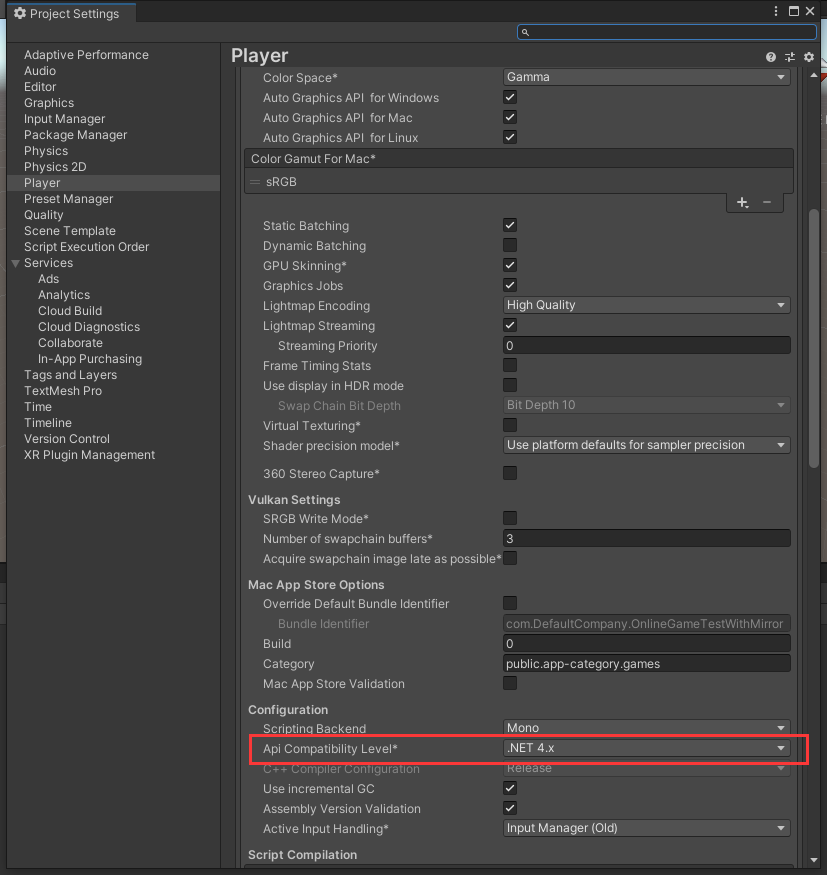 Project Settings
Adaptive Performance
Audio
Editor
Graphics
Input Manager
Package Manager
Physics
Physics 2D
Player
Preset Manager
Quality
Scene Template
Script Execution Order
Services
Ads
Analytics
Cloud Build
Cloud Diagnostics
Collaborate
In-App Purchasing
Tags and Layers
TextMesh Pro
Time
Timeline
Version Control
XR Plugin Management
Player
Color Space* Gamma
Auto Graphics API for Windows
Auto Graphics API for Mac
Auto Graphics API for Linux
Color Gamut For Mac*
sRGB
Static Batching
Dynamic Batching
GPU Skinning*
Graphics Jobs
Lightmap Encoding High Quality
Lightmap Streaming
Streaming Priority 0
Frame Timing Stats
Use display in HDR mode
Swap Chain Bit Depth Bit Depth 10
Virtual Texturing*
Shader precision model* Use platform defaults for sampler precision
360 Stereo Capture*
Vulkan Settings
SRGB Write Mode*
Number of swapchain buffers* 3
Acquire swapchain image late as possible*
Mac App Store Options
Override Default Bundle Identifier
Bundle Identifier com.DefaultCompany.OnlineGameTestWithMirror
Build 0
Category public.app-category.games
Mac App Store Validation
Configuration
Scripting Backend Mono
Api Compatibility Level* .NET 4.x
C++ Compiler Configuration Release
Use incremental GC
Assembly Version Validation
Active Input Handling* Input Manager (Old)
Script Compilation